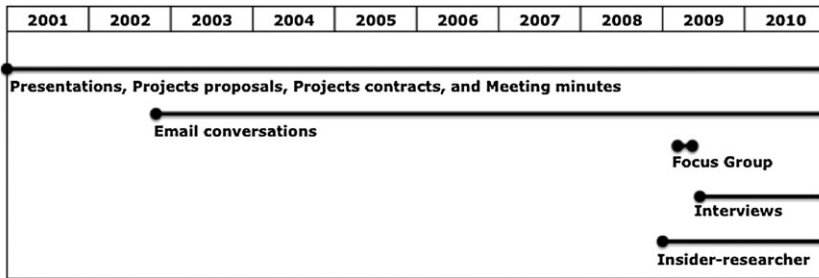 2001 2002 2003 2004 2005 2006 2007 2008 2009 2010
Presentations, Projects proposals, Projects contracts, and Meeting minutes
Email conversations
Focus Group
Interviews
Insider-researcher